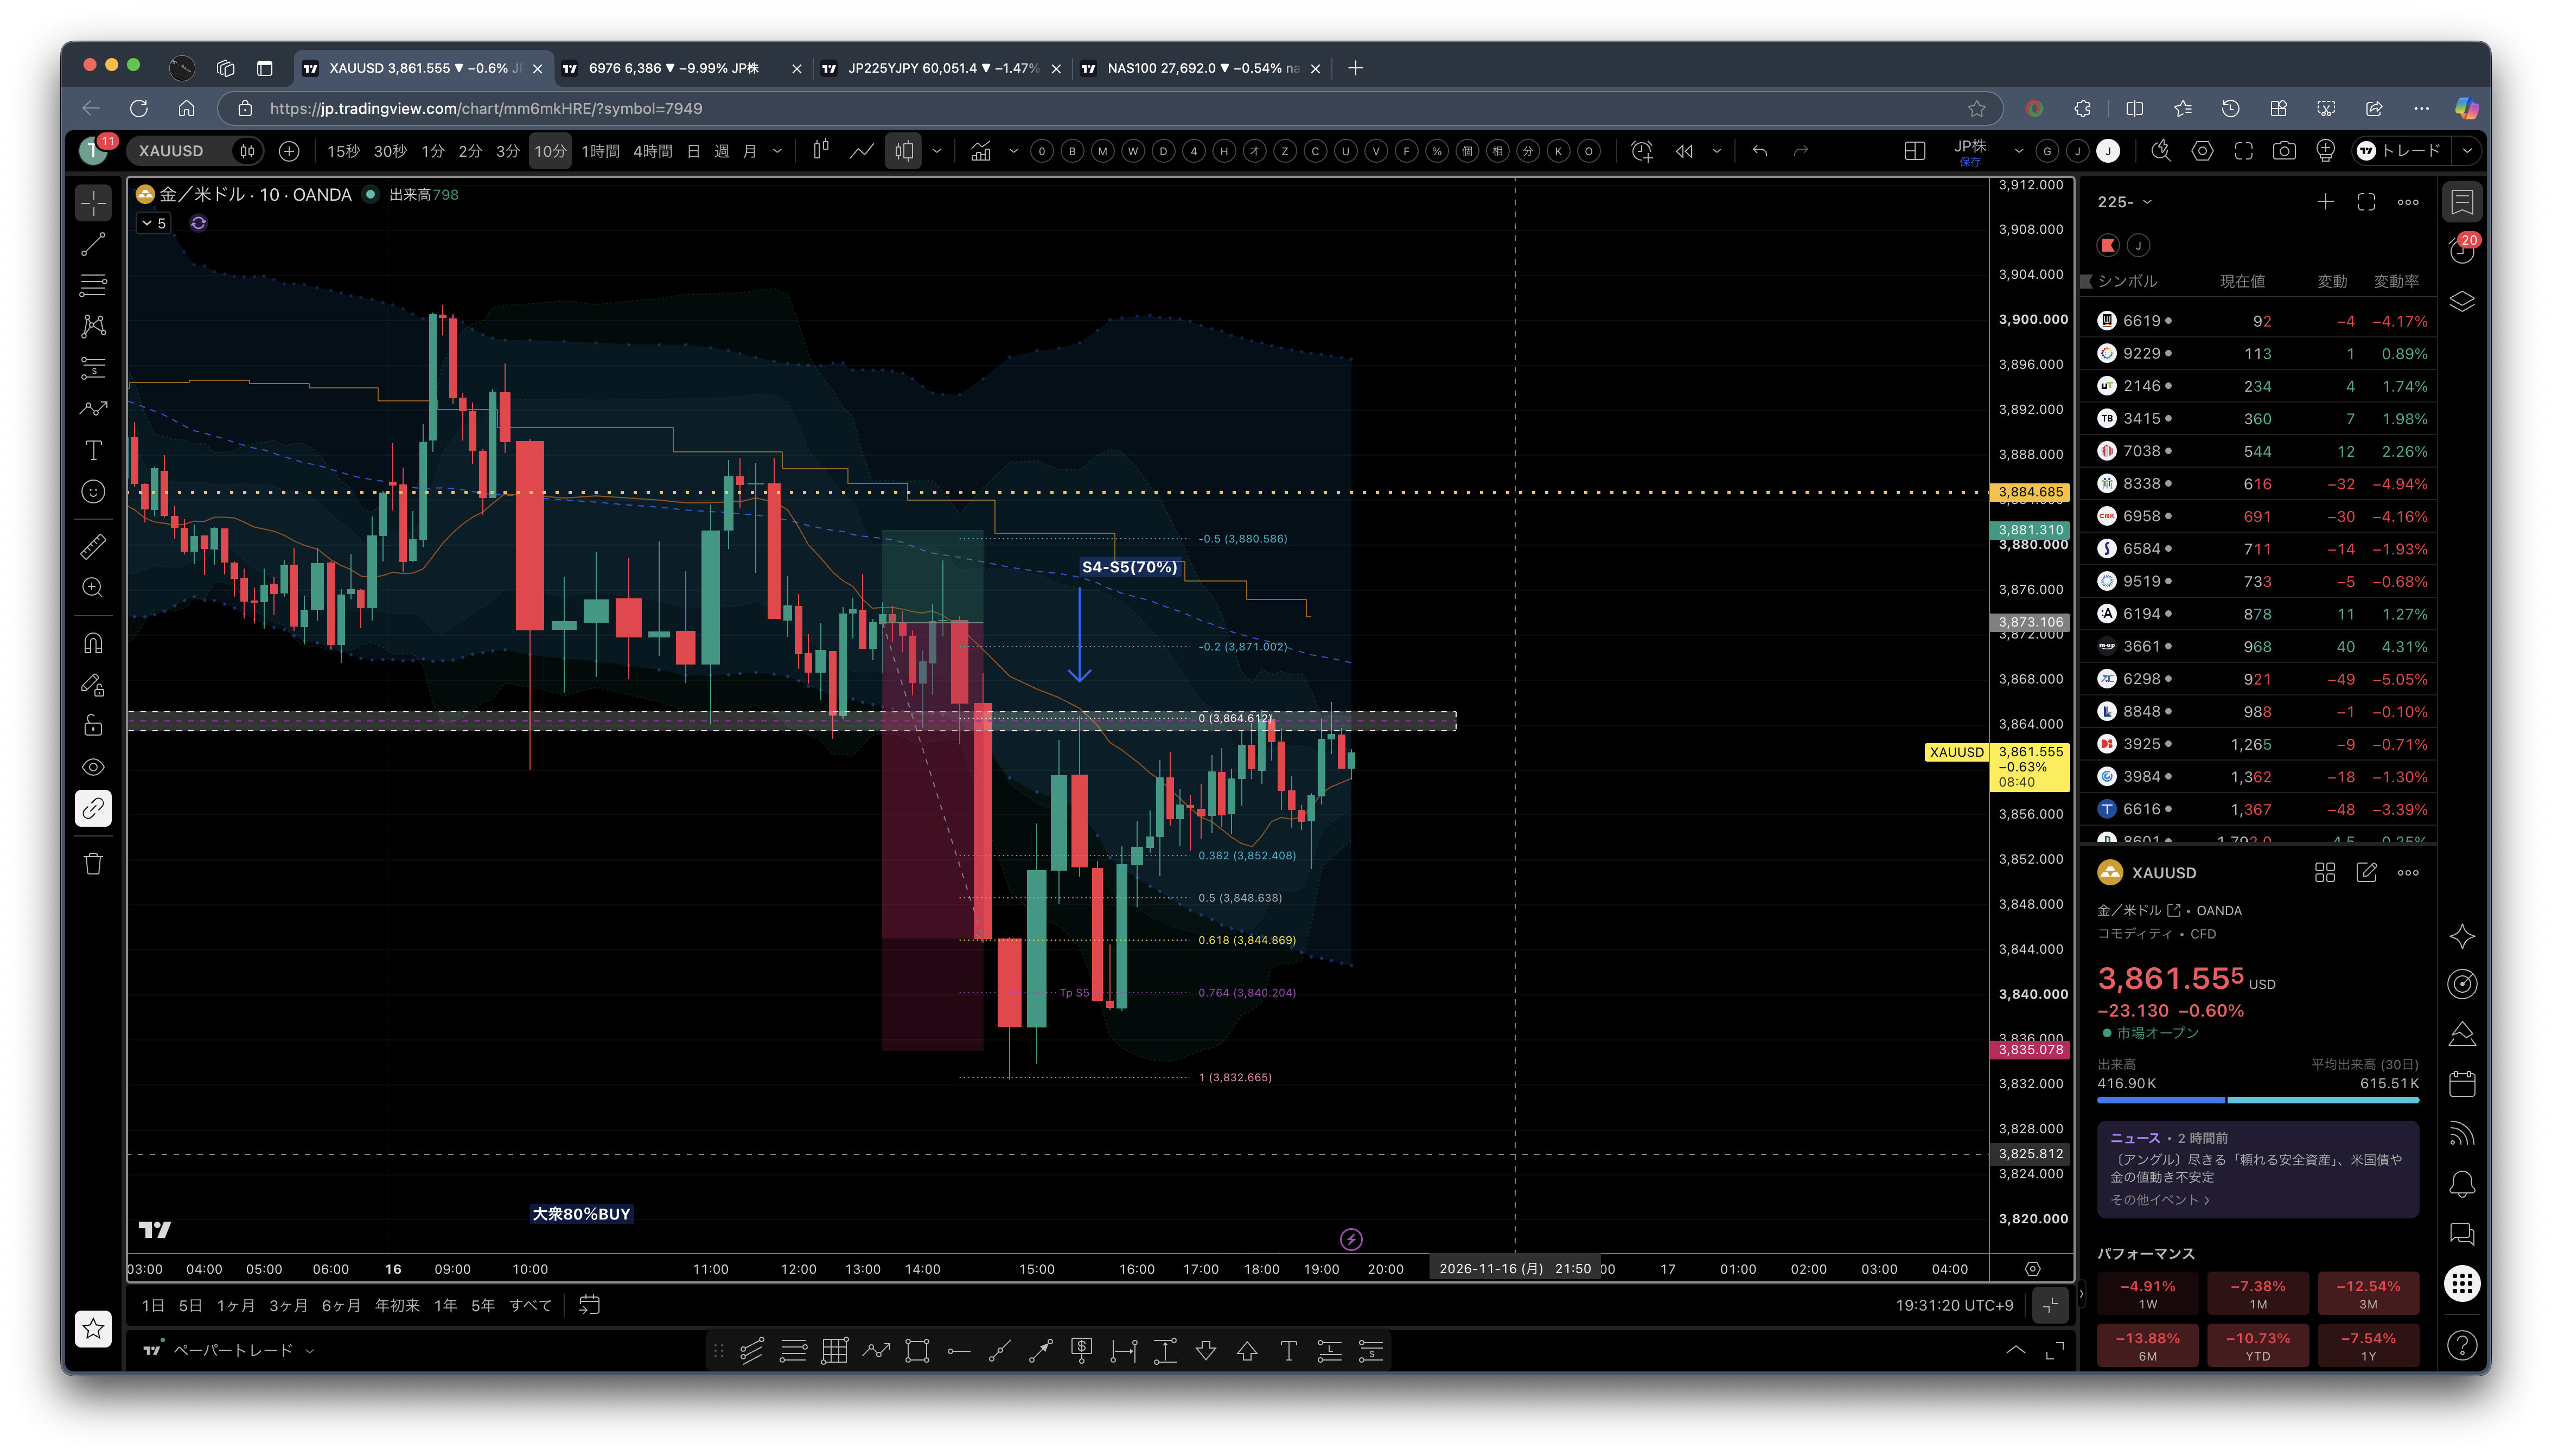 XAUUSD 3,861.555 ▼ −0.6% JP
6976 6,386 ▼ −9.99% JP株
JP225YJPY 60,051.4 ▼ −1.47%
NAS100 27,692.0 ▼ −0.54% na
https://jp.tradingview.com/chart/mm6mkHRE/?symbol=7949
T 11 XAUUSD 15秒 30秒 1分 2分 3分 10分 1時間 4時間 日 週 月
O B M W D 4 H オ Z C U V F % 個 相 分 K O
JP株 保存 G J J トレード
金／米ドル · 10 · OANDA 出来高798
5
-0.5 (3,880.586)
S4-S5(70%)
-0.2 (3,871.002)
0 (3,864.612)
0.382 (3,852.408)
0.5 (3,848.638)
0.618 (3,844.869)
Tp S5 0.764 (3,840.204)
1 (3,832.665)
大衆80%BUY
3,912.000
3,908.000
3,904.000
3,900.000
3,896.000
3,892.000
3,888.000
3,884.685
3,881.310
3,880.000
3,876.000
3,873.106
3,872.000
3,868.000
3,864.000
XAUUSD 3,861.555
−0.63%
08:40
3,856.000
3,852.000
3,848.000
3,844.000
3,840.000
3,836.000
3,835.078
3,832.000
3,828.000
3,825.812
3,824.000
3,820.000
03:00 04:00 05:00 06:00 16 09:00 10:00 11:00 12:00 13:00 14:00 15:00 16:00 17:00 18:00 19:00 20:00 2026-11-16 (月) 21:50 :00 17 01:00 02:00 03:00 04:00
1日 5日 1ヶ月 3ヶ月 6ヶ月 年初来 1年 5年 すべて
19:31:20 UTC+9
ペーパートレード
225-
J
20
シンボル 現在値 変動 変動率
6619 92 −4 −4.17%
9229 113 1 0.89%
2146 234 4 1.74%
3415 360 7 1.98%
7038 544 12 2.26%
8338 616 −32 −4.94%
6958 691 −30 −4.16%
6584 711 −14 −1.93%
9519 733 −5 −0.68%
6194 878 11 1.27%
3661 968 40 4.31%
6298 921 −49 −5.05%
8848 988 −1 −0.10%
3925 1,265 −9 −0.71%
3984 1,362 −18 −1.30%
6616 1,367 −48 −3.39%
XAUUSD
金／米ドル • OANDA
コモディティ • CFD
3,861.555 USD
−23.130 −0.60%
市場オープン
出来高 平均出来高 (30日)
416.90K 615.51K
ニュース • 2 時間前
〔アングル〕尽きる「頼れる安全資産」、米国債や
金の値動き不安定
その他イベント
パフォーマンス
−4.91% −7.38% −12.54%
1W 1M 3M
−13.88% −10.73% −7.54%
6M YTD 1Y